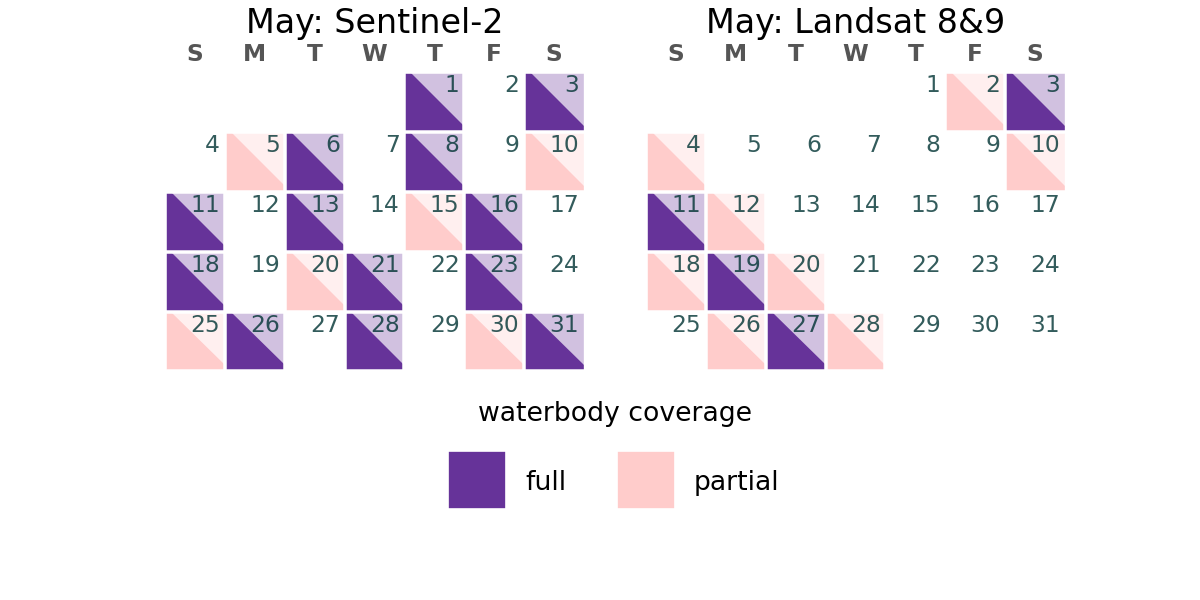 May: Sentinel-2
S M T W T F S
1 2 3
4 5 6 7 8 9 10
11 12 13 14 15 16 17
18 19 20 21 22 23 24
25 26 27 28 29 30 31
May: Landsat 8&9
S M T W T F S
1 2 3
4 5 6 7 8 9 10
11 12 13 14 15 16 17
18 19 20 21 22 23 24
25 26 27 28 29 30 31
waterbody coverage
full
partial